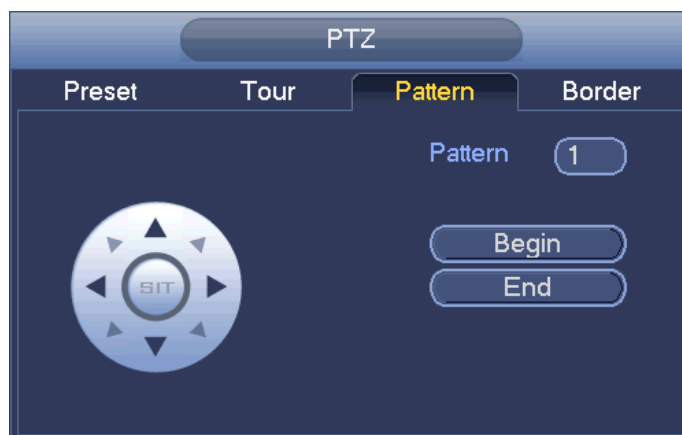 PTZ
Preset Tour Pattern Border
Pattern 1
Begin
SIT
End